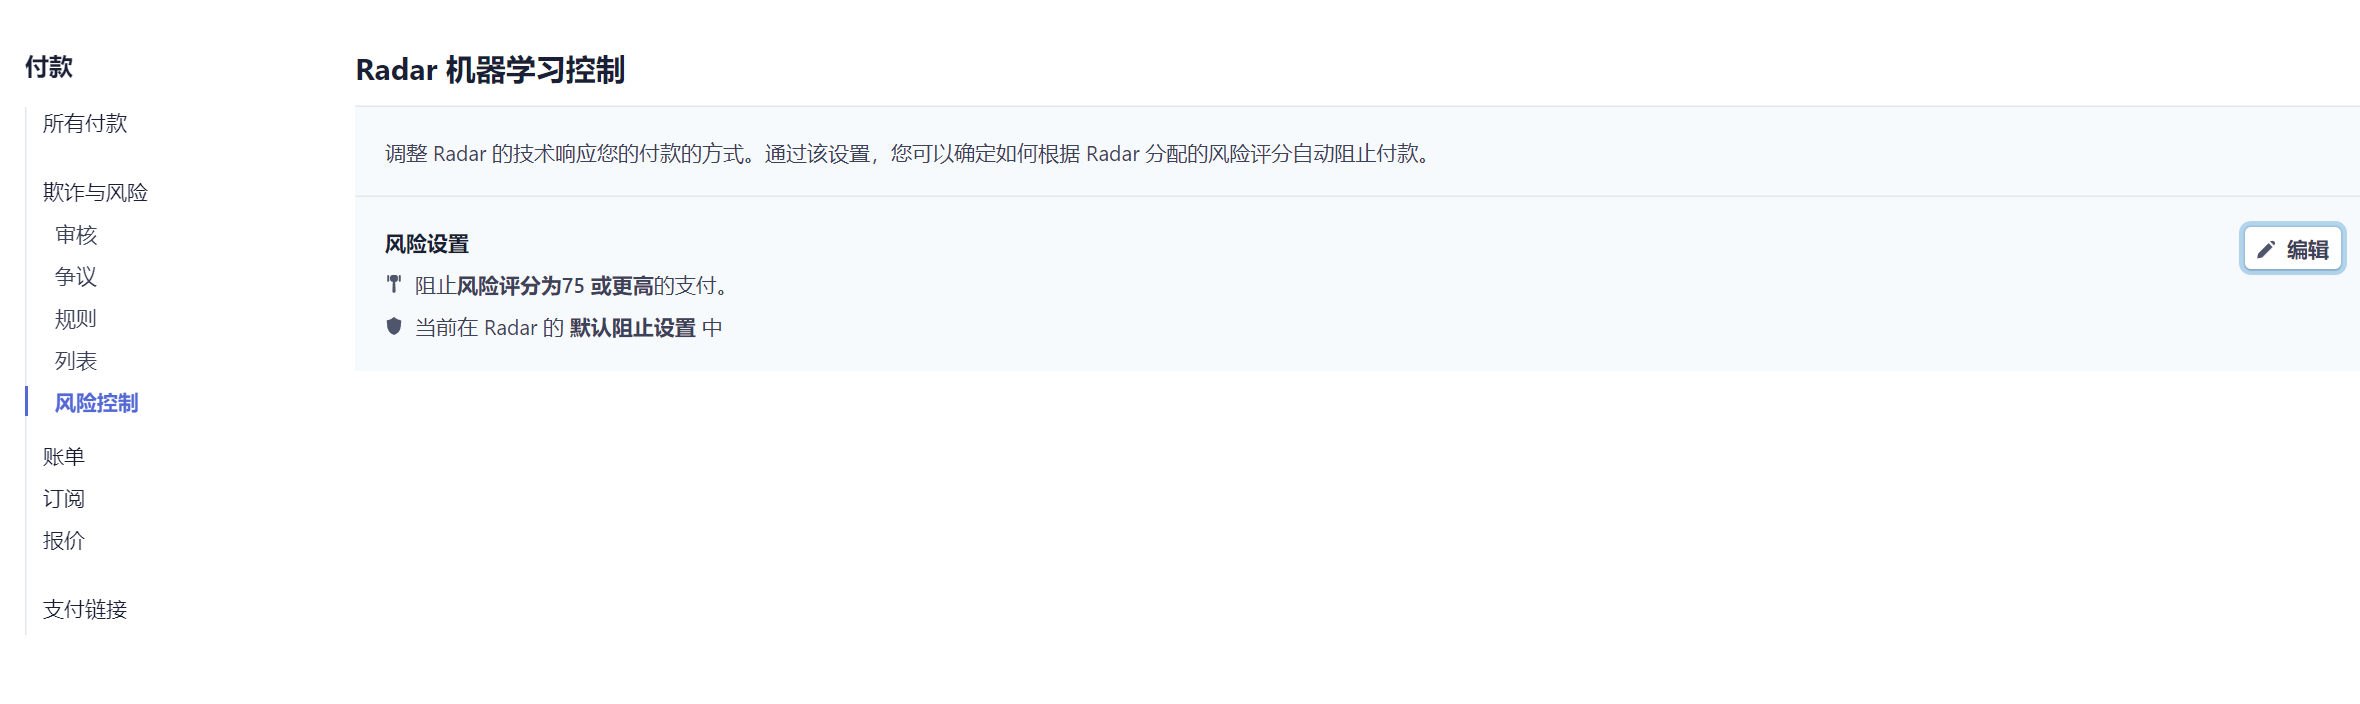 付款
所有付款
欺诈与风险
审核
争议
规则
列表
风险控制
账单
订阅
报价
支付链接
Radar 机器学习控制
调整 Radar 的技术响应您的付款的方式。通过该设置，您可以确定如何根据 Radar 分配的风险评分自动阻止付款。
风险设置
编辑
阻止风险评分为75 或更高的支付。
当前在 Radar 的 默认阻止设置 中